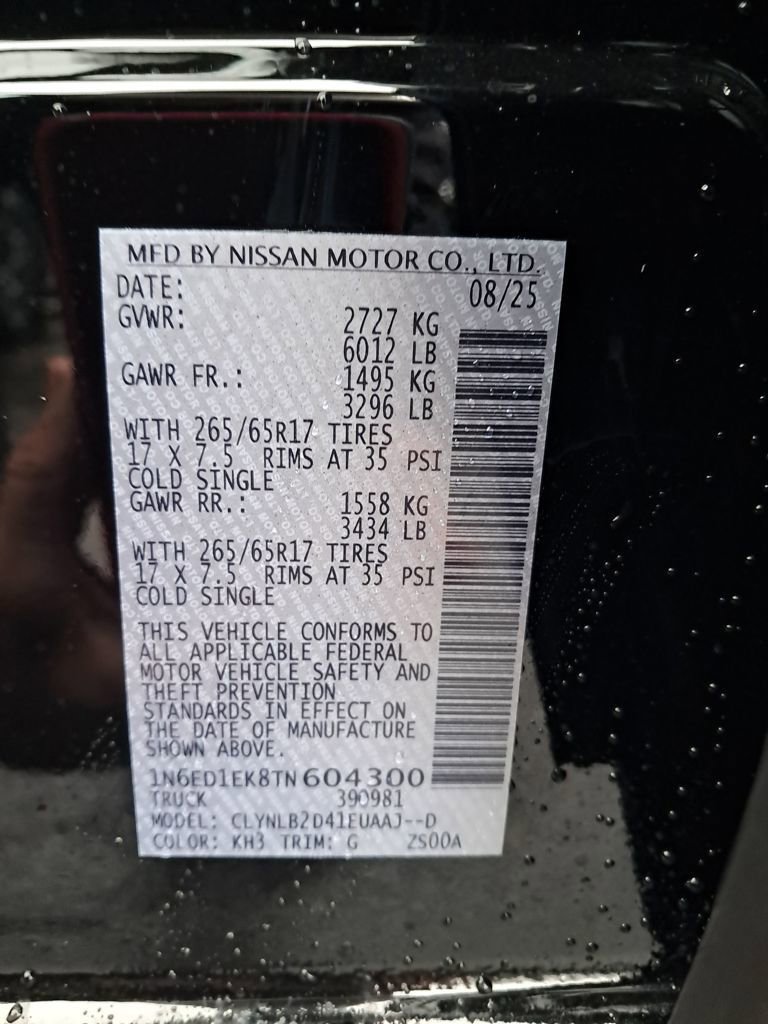 MFD BY NISSAN MOTOR CO., LTD.
DATE: 08/25
GVWR: 2727 KG
6012 LB
GAWR FR.: 1495 KG
3296 LB
WITH 265/65R17 TIRES
17 X 7.5 RIMS AT 35 PSI
COLD SINGLE
GAWR RR.: 1558 KG
3434 LB
WITH 265/65R17 TIRES
17 X 7.5 RIMS AT 35 PSI
COLD SINGLE
THIS VEHICLE CONFORMS TO
ALL APPLICABLE FEDERAL
MOTOR VEHICLE SAFETY AND
THEFT PREVENTION
STANDARDS IN EFFECT ON
THE DATE OF MANUFACTURE
SHOWN ABOVE.
1N6ED1EK8TN604300
TRUCK 390981
MODEL: CLYNLB2D41EUAAJ--D
COLOR: KH3 TRIM: G ZS00A